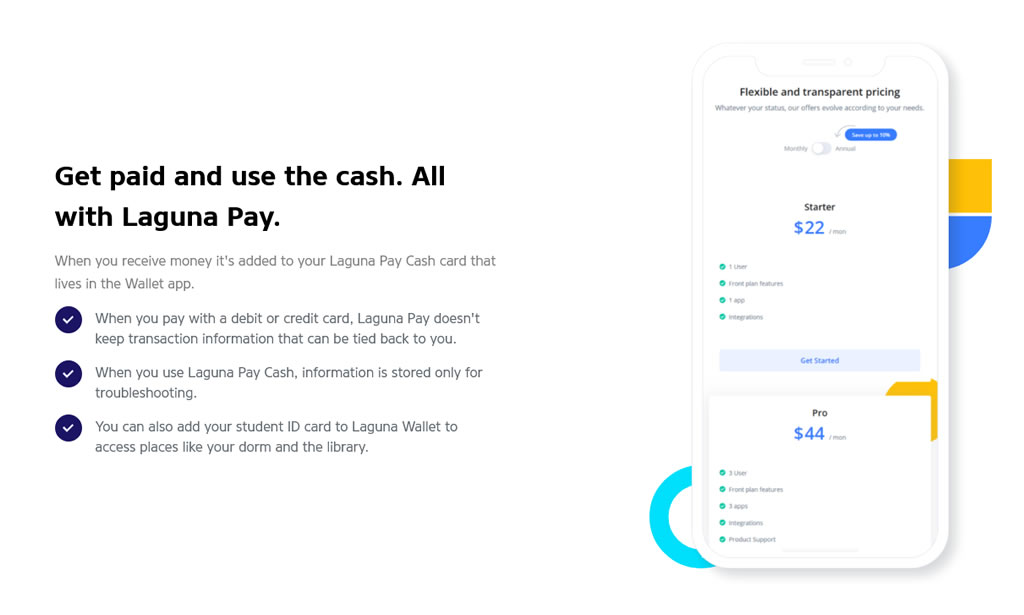 Get paid and use the cash. All
with Laguna Pay.
When you receive money it's added to your Laguna Pay Cash card that
lives in the Wallet app.
When you pay with a debit or credit card, Laguna Pay doesn't
keep transaction information that can be tied back to you.
When you use Laguna Pay Cash, information is stored only for
troubleshooting.
You can also add your student ID card to Laguna Wallet to
access places like your dorm and the library.
Flexible and transparent pricing
Whatever your status, our offers evolve according to your needs.
Save up to 10%
Monthly Annual
Starter
$22 / mon
1 User
Front plan features
1 app
Integrations
Get Started
Pro
$44 / mon
3 User
Front plan features
3 apps
Integrations
Product Support